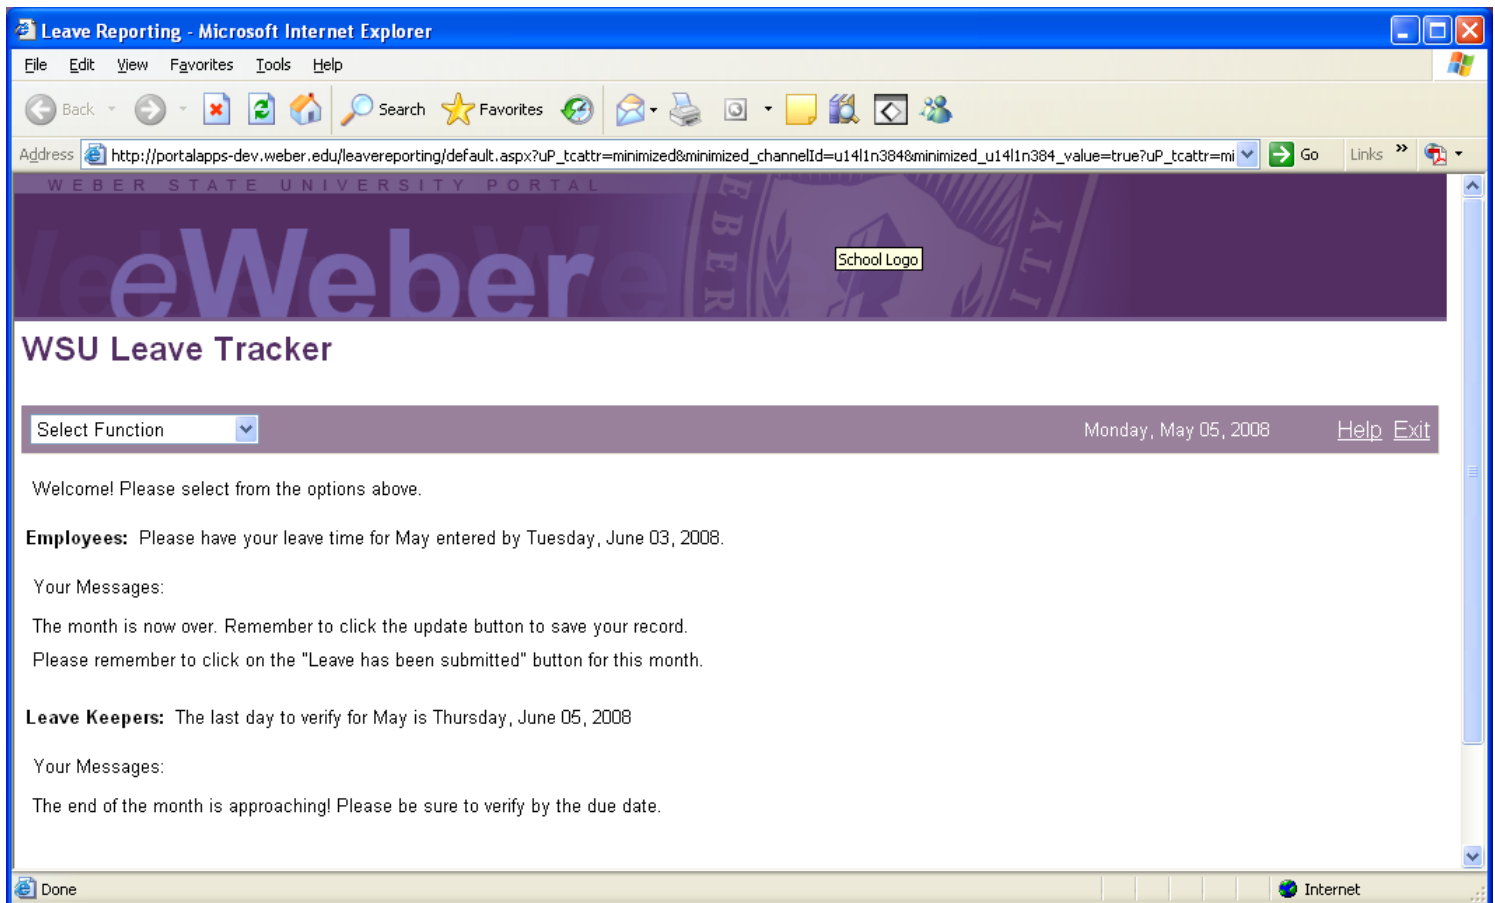 Leave Reporting - Microsoft Internet Explorer
File Edit View Favorites Tools Help
Back Search Favorites
Address http://portalapps-dev.weber.edu/leavereporting/default.aspx?uP_tcattr=minimized&minimized_channelId=u14l1n384&minimized_u14l1n384_value=true?uP_tcattr=mi Go Links »
WEBER STATE UNIVERSITY PORTAL
eWeber
School Logo
WSU Leave Tracker
Select Function Monday, May 05, 2008 Help Exit
Welcome! Please select from the options above.
Employees: Please have your leave time for May entered by Tuesday, June 03, 2008.
Your Messages:
The month is now over. Remember to click the update button to save your record.
Please remember to click on the "Leave has been submitted" button for this month.
Leave Keepers: The last day to verify for May is Thursday, June 05, 2008
Your Messages:
The end of the month is approaching! Please be sure to verify by the due date.
Done Internet